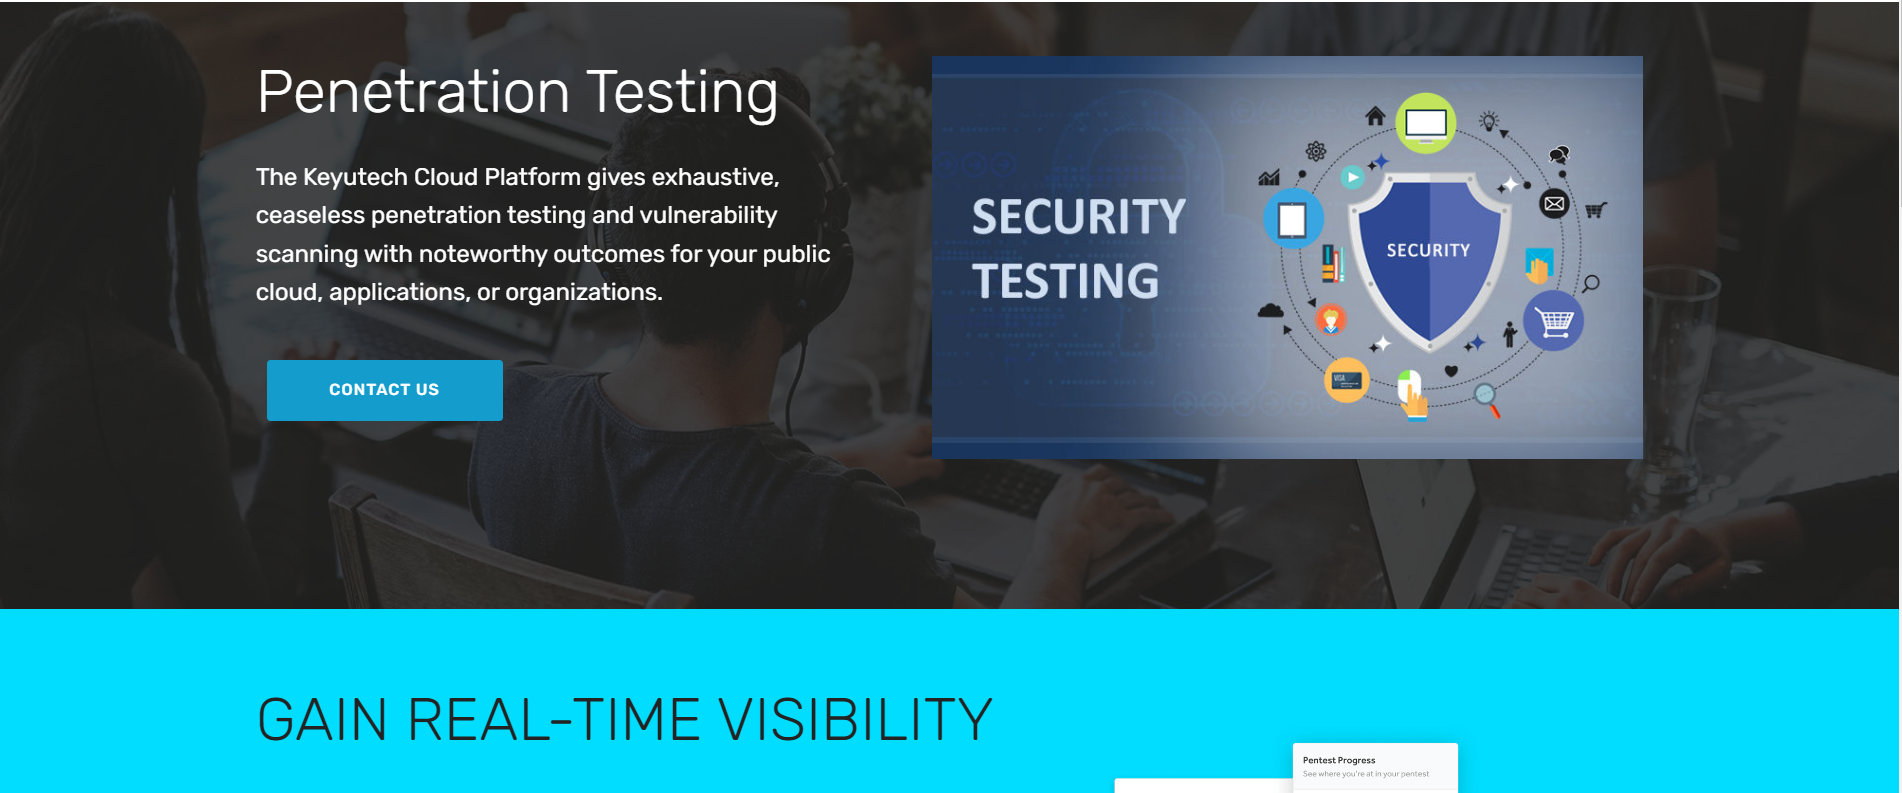 Penetration Testing
The Keyutech Cloud Platform gives exhaustive,
ceaseless penetration testing and vulnerability
scanning with noteworthy outcomes for your public
cloud, applications, or organizations.
CONTACT US
SECURITY
TESTING
SECURITY
VISA
GAIN REAL-TIME VISIBILITY
Pentest Progress
See where you're at in your pentest